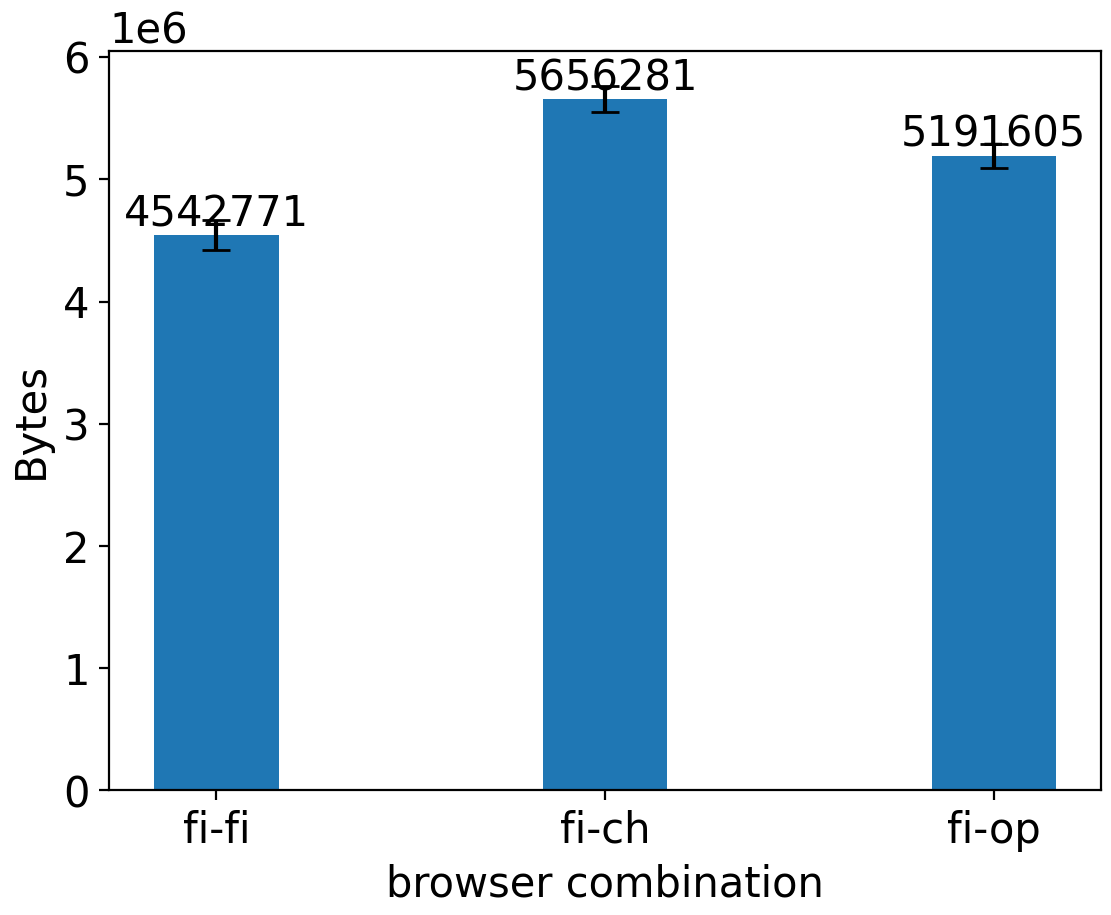 1e6
6
5
4
3
2
1
0
Bytes
4542771
5656281
5191605
fi-fi
fi-ch
fi-op
browser combination